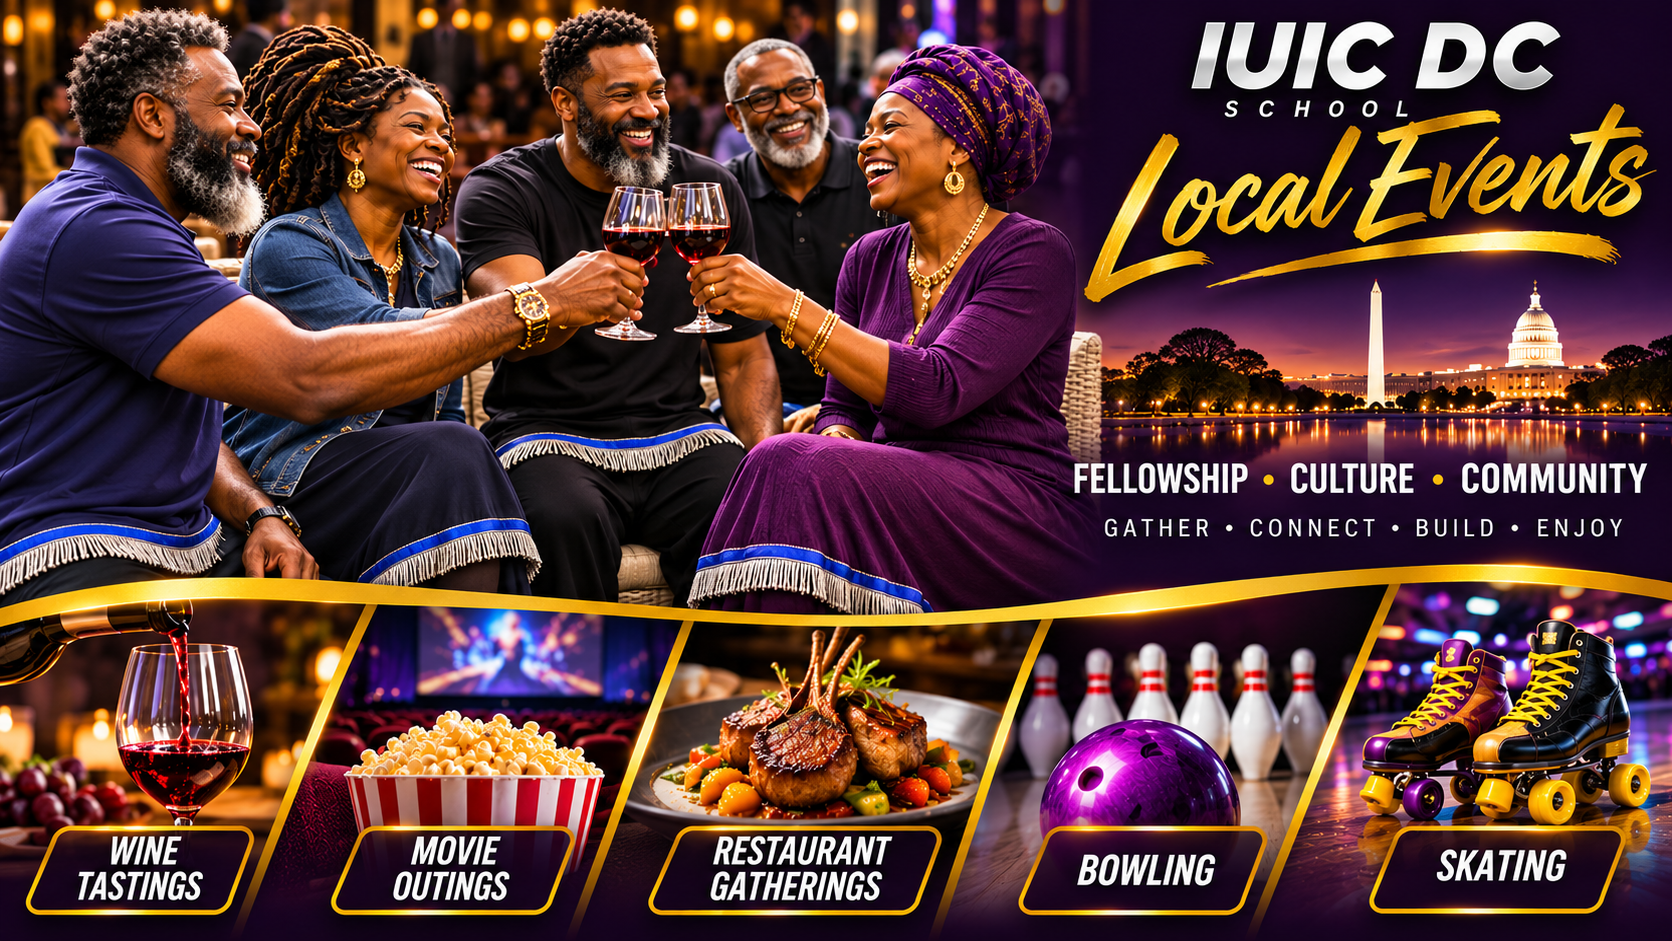 IUIC DC
SCHOOL
Local Events
FELLOWSHIP • CULTURE • COMMUNITY
GATHER • CONNECT • BUILD • ENJOY
WINE
TASTINGS
MOVIE
OUTINGS
RESTAURANT
GATHERINGS
BOWLING
SKATING